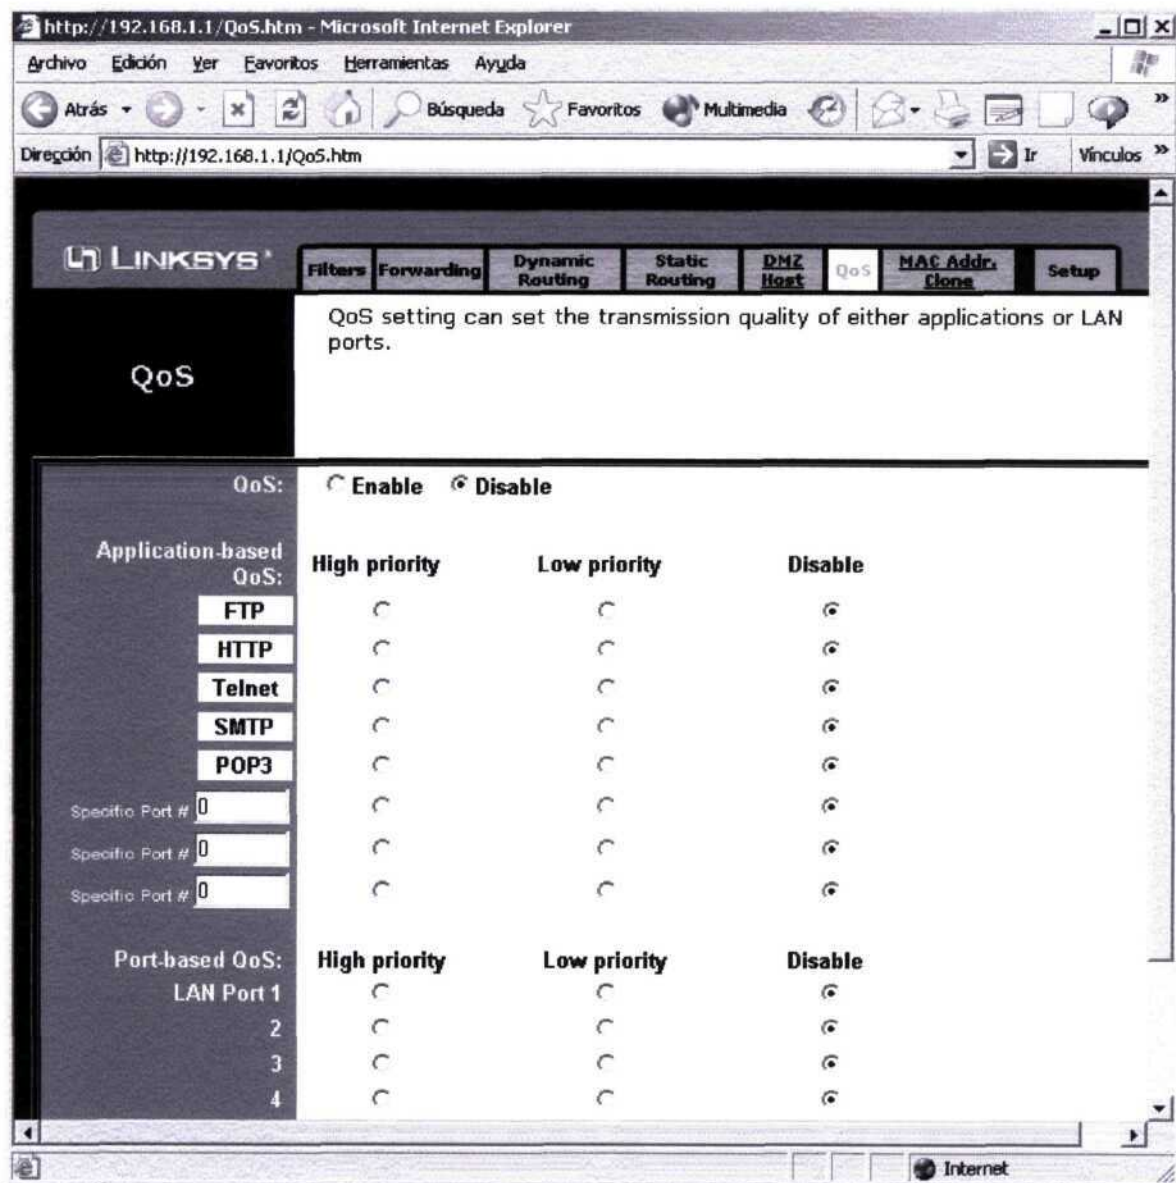 http://192.168.1.1/QoS.htm - Microsoft Internet Explorer
Archivo Edición Ver Favoritos Herramientas Ayuda
Atrás Búsqueda Favoritos Multimedia »
Dirección http://192.168.1.1/QoS.htm Ir Vínculos »
LINKSYS®
Filters Forwarding Dynamic Routing Static Routing DMZ Host QoS MAC Addr. Clone Setup
QoS setting can set the transmission quality of either applications or LAN
ports.
QoS
QoS: Enable Disable
Application-based
QoS: High priority Low priority Disable
FTP
HTTP
Telnet
SMTP
POP3
Specific Port # 0
Specific Port # 0
Specific Port # 0
Port-based QoS: High priority Low priority Disable
LAN Port 1
2
3
4
Internet